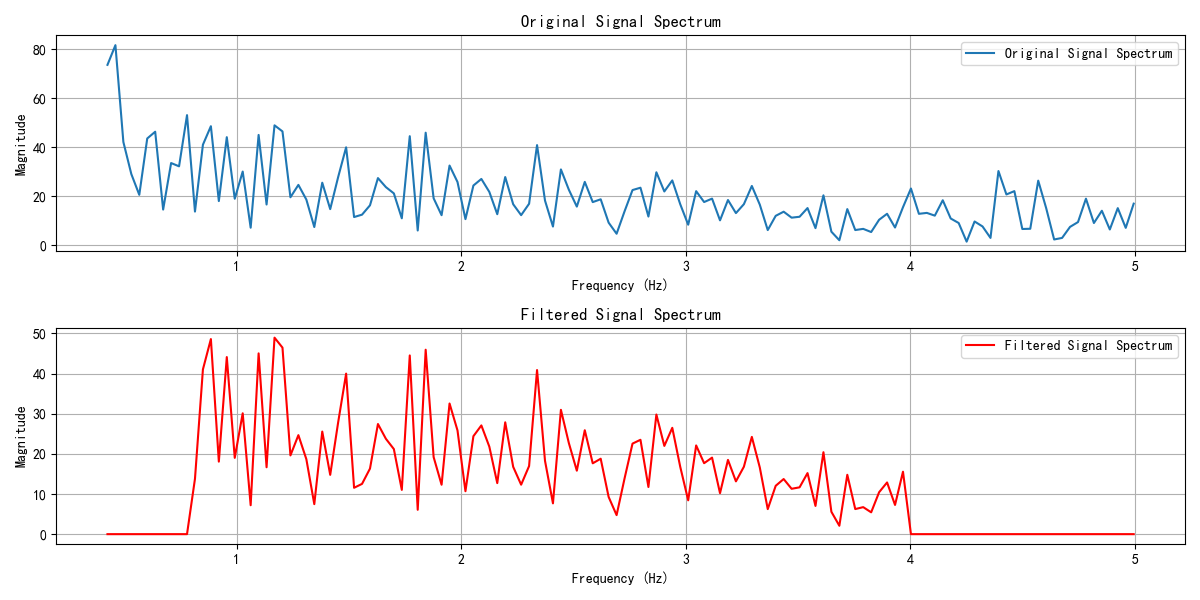 Original Signal Spectrum
80
60
40
20
0
Magnitude
Original Signal Spectrum
1 2 3 4 5
Frequency (Hz)
Filtered Signal Spectrum
50
40
30
20
10
0
Magnitude
Filtered Signal Spectrum
1 2 3 4 5
Frequency (Hz)